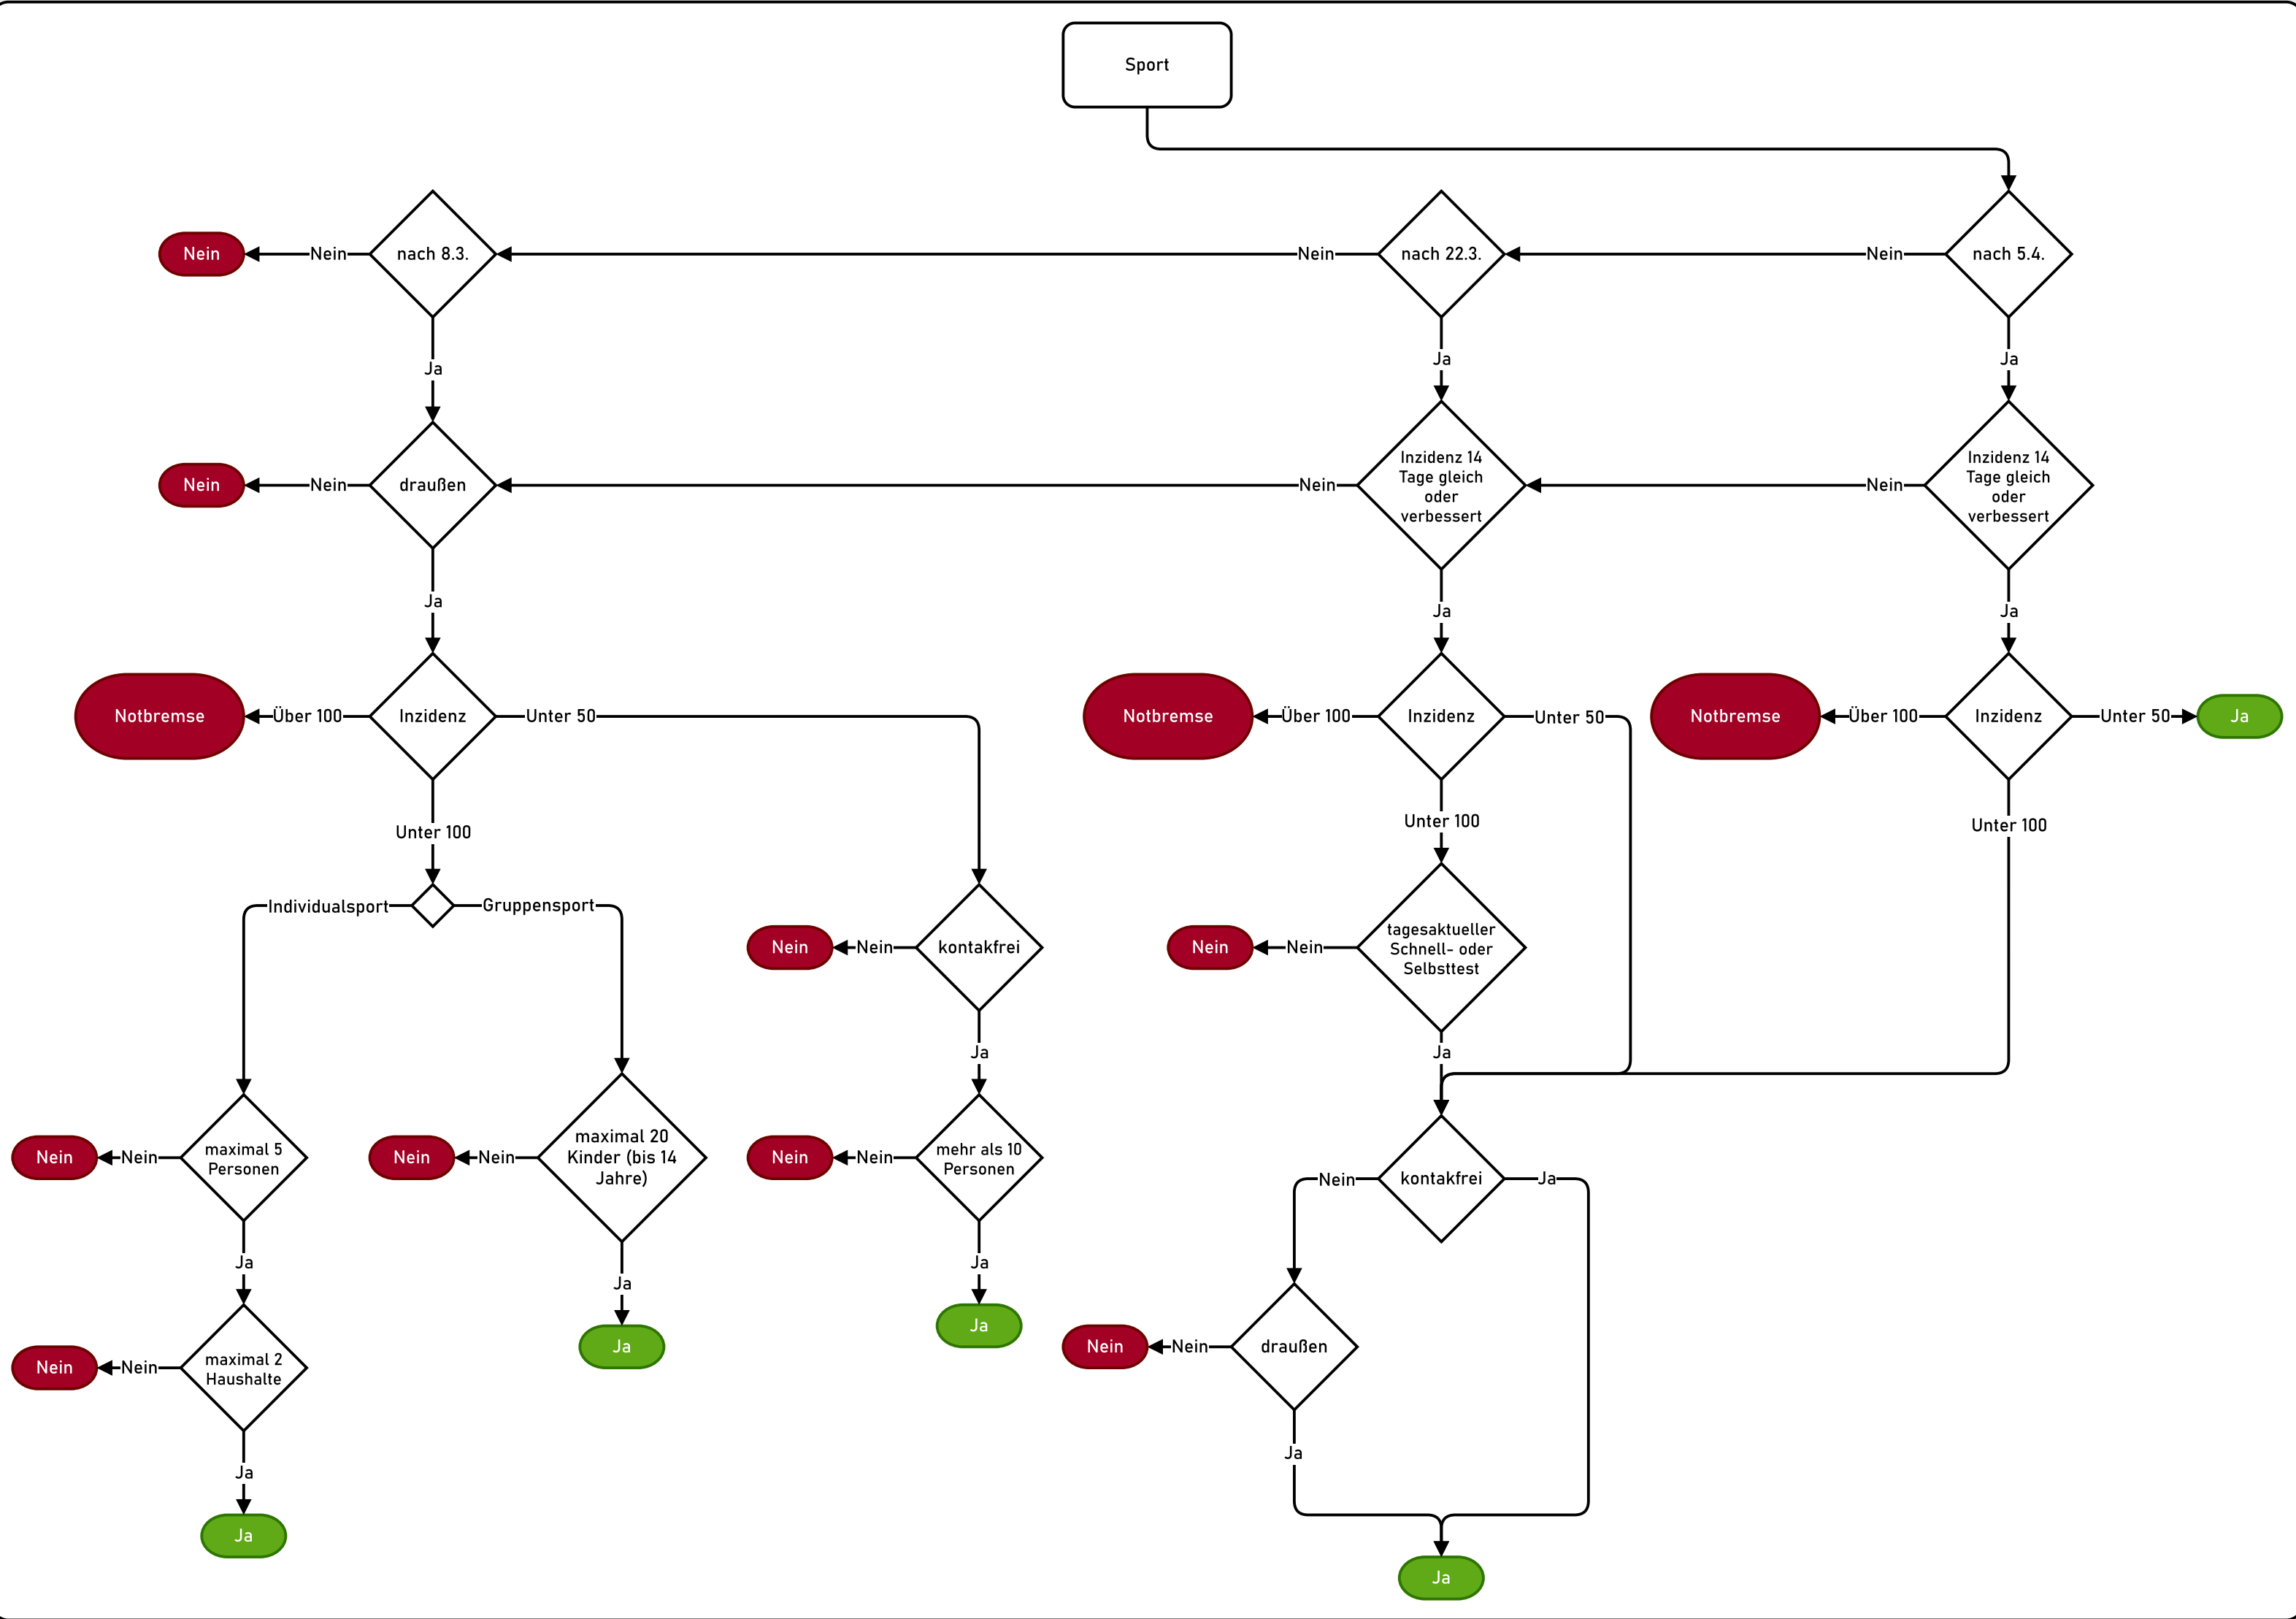 Sport
Nein
Nein
nach 8.3.
Nein
nach 22.3.
Nein
nach 5.4.
Ja
Ja
Ja
Nein
Nein
draußen
Nein
Inzidenz 14
Tage gleich
oder
verbessert
Nein
Inzidenz 14
Tage gleich
oder
verbessert
Ja
Ja
Ja
Notbremse
Über 100
Inzidenz
Unter 50
Notbremse
Über 100
Inzidenz
Unter 50
Notbremse
Über 100
Inzidenz
Unter 50
Ja
Unter 100
Unter 100
Unter 100
Individualsport
Gruppensport
Nein
Nein
kontakfrei
Nein
Nein
tagesaktueller
Schnell- oder
Selbsttest
Ja
Ja
Nein
Nein
maximal 5
Personen
Nein
Nein
maximal 20
Kinder (bis 14
Jahre)
Nein
Nein
mehr als 10
Personen
Nein
kontakfrei
Ja
Ja
Ja
Ja
Nein
Nein
maximal 2
Haushalte
Ja
Ja
Nein
Nein
draußen
Ja
Ja
Ja
Ja